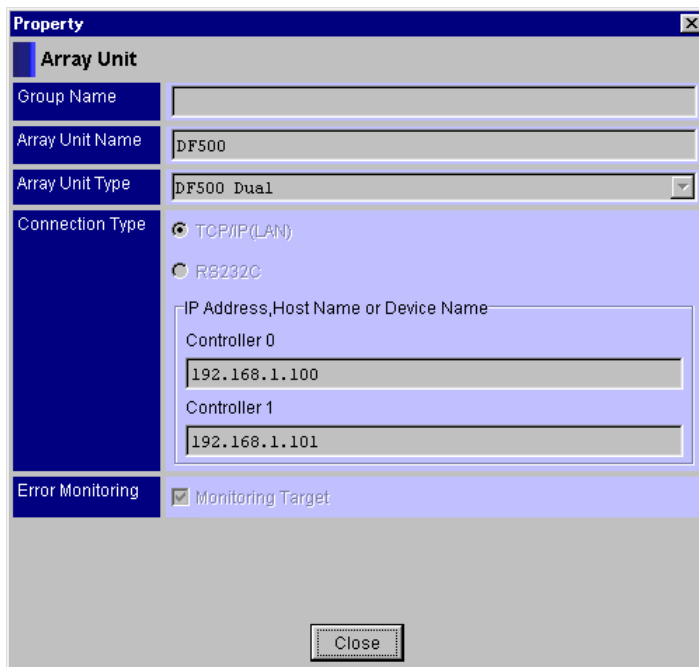 Property
Array Unit
Group Name
Array Unit Name
DF500
Array Unit Type
DF500 Dual
Connection Type
TCP/IP(LAN)
RS232C
IP Address,Host Name or Device Name
Controller 0
192.168.1.100
Controller 1
192.168.1.101
Error Monitoring
Monitoring Target
Close